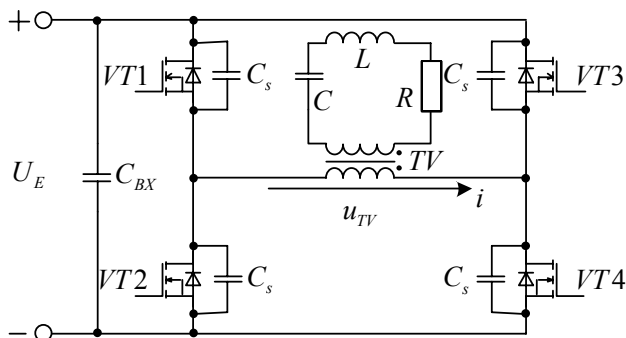 +
L
VT1
C_s
C
R
C_s
VT3
TV
U_E
C_BX
u_TV
i
VT2
C_s
C_s
VT4
−